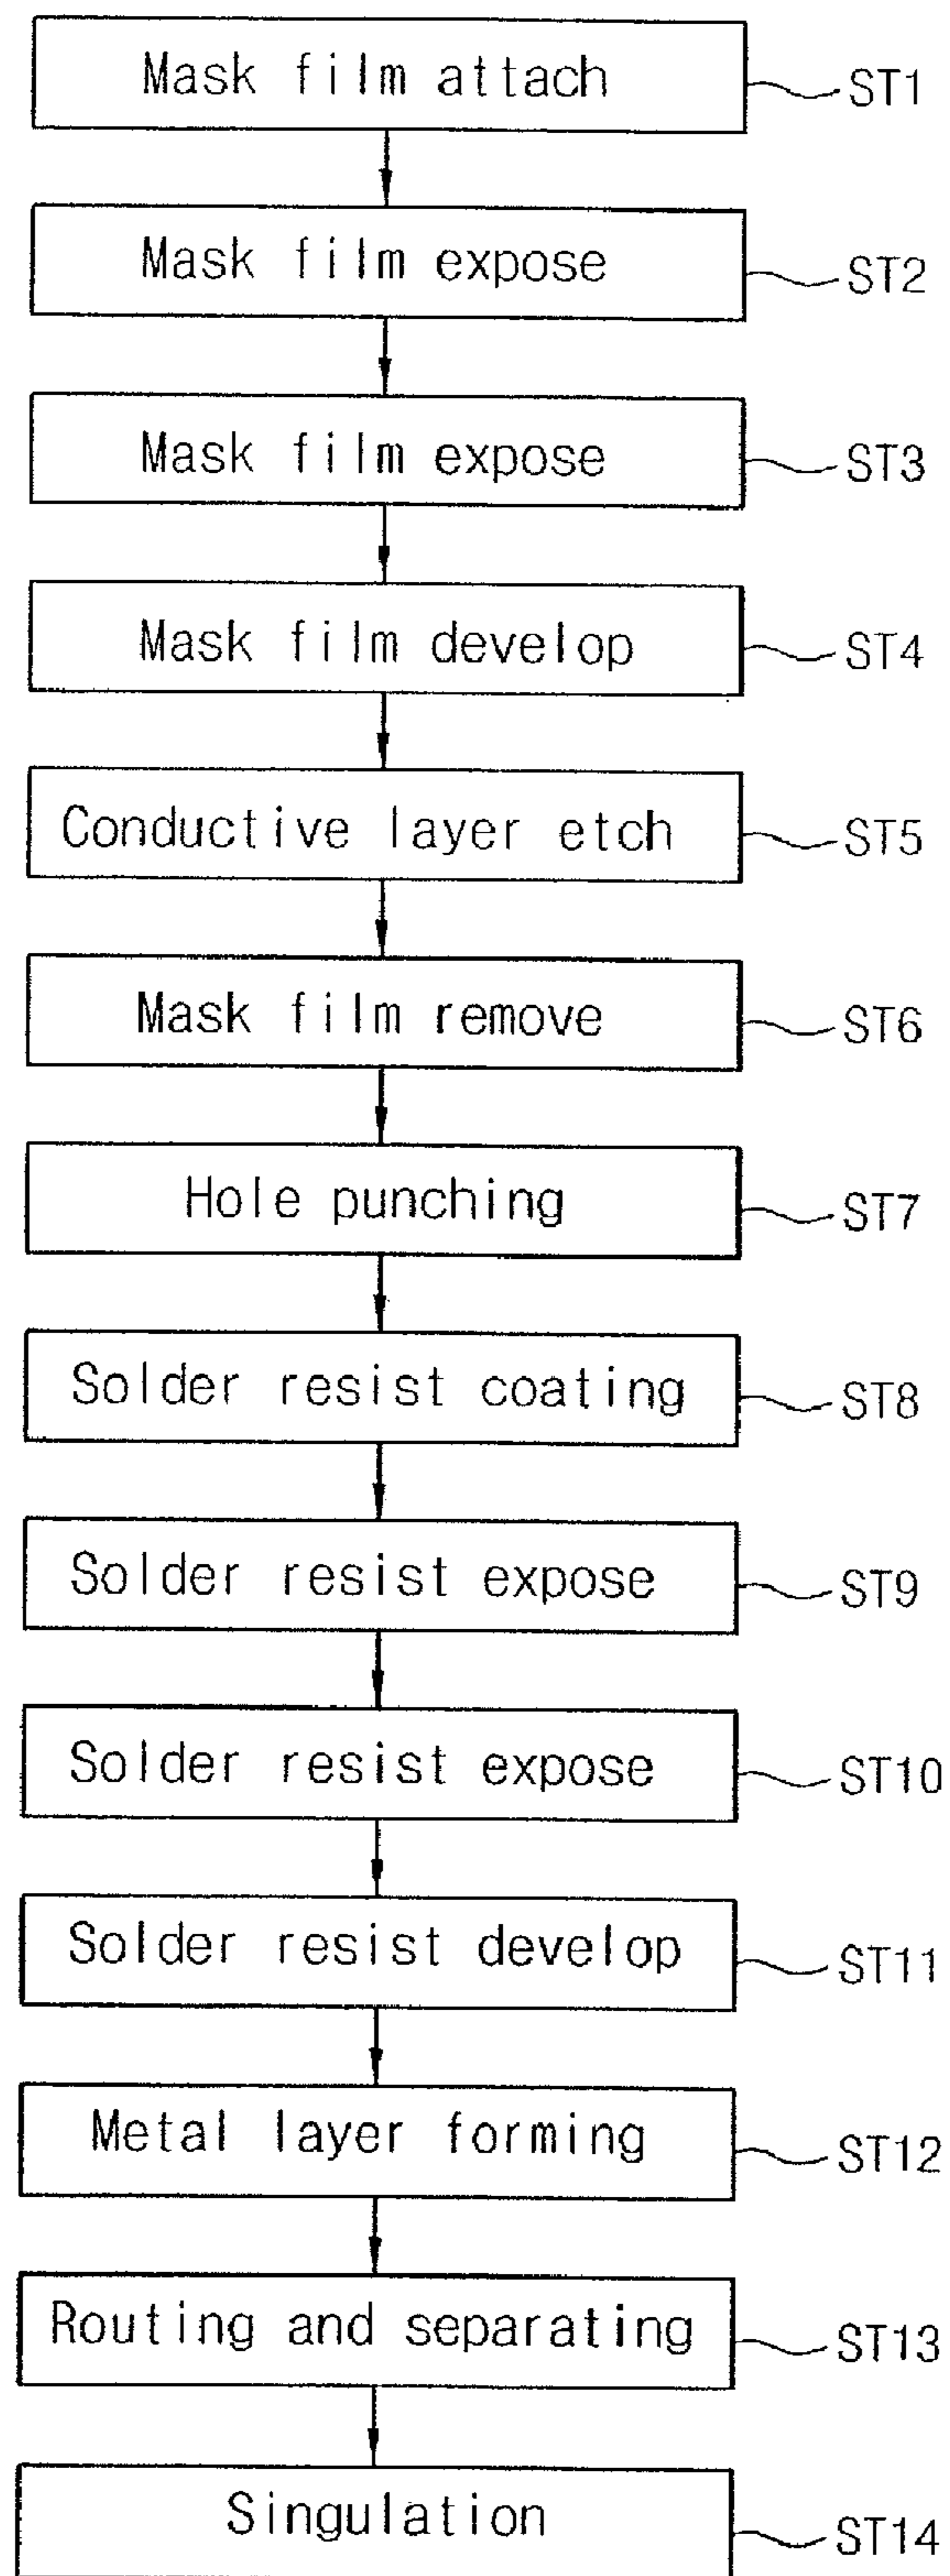 Mask film attach ST1
Mask film expose ST2
Mask film expose ST3
Mask film develop ST4
Conductive layer etch ST5
Mask film remove ST6
Hole punching ST7
Solder resist coating ST8
Solder resist expose ST9
Solder resist expose ST10
Solder resist develop ST11
Metal layer forming ST12
Routing and separating ST13
Singulation ST14